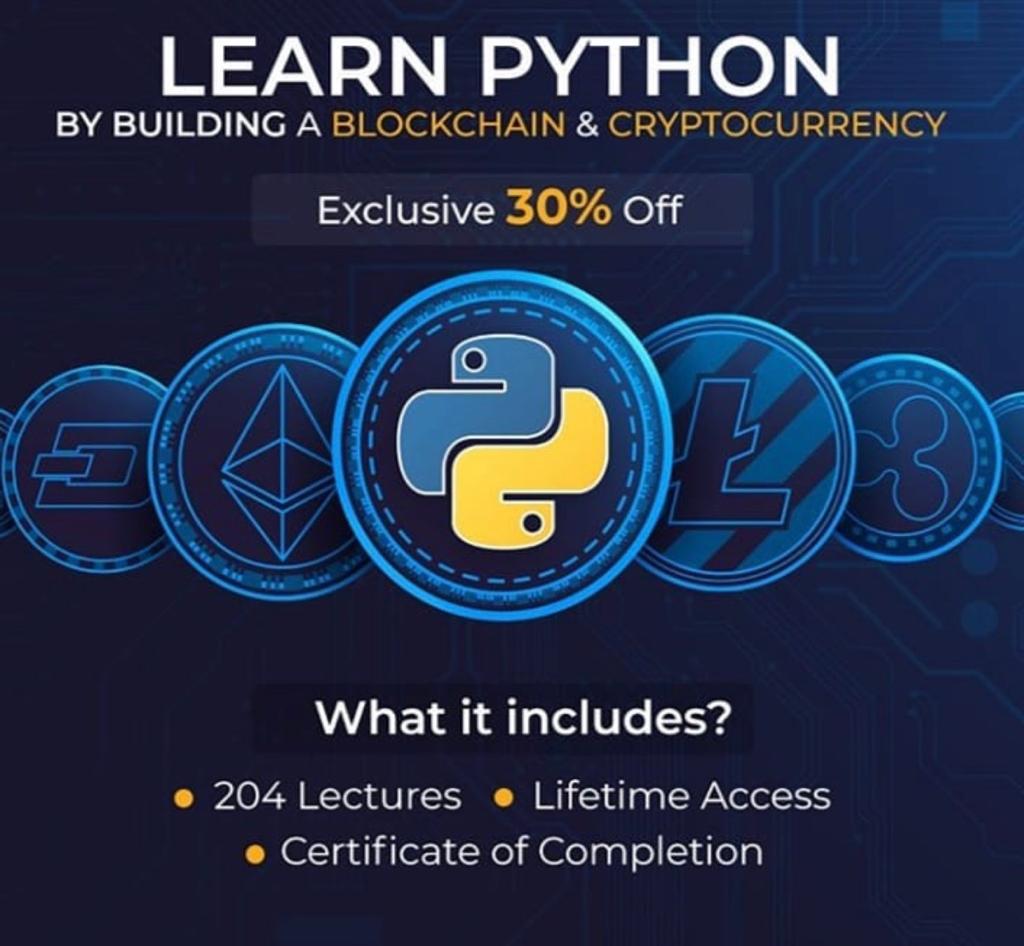 LEARN PYTHON
BY BUILDING A BLOCKCHAIN & CRYPTOCURRENCY
Exclusive 30% Off
What it includes?
• 204 Lectures • Lifetime Access
• Certificate of Completion